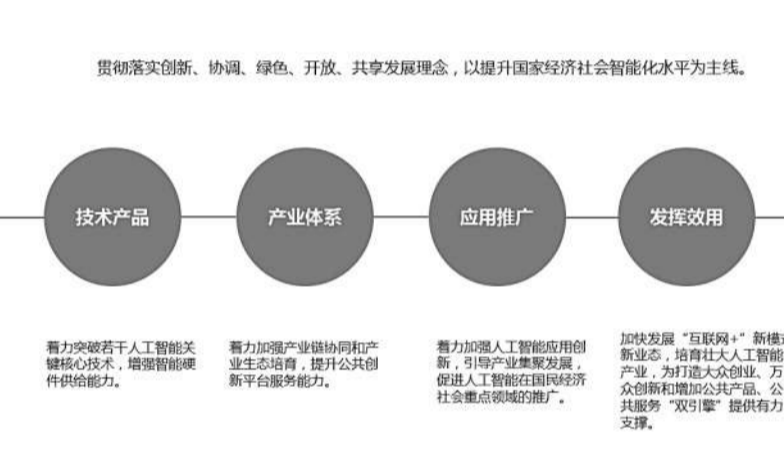 贯彻落实创新、协调、绿色、开放、共享发展理念，以提升国家经济社会智能化水平为主线。
技术产品
产业体系
应用推广
发挥效用
着力突破若干人工智能关
键核心技术，增强智能硬
件供给能力。
着力加强产业链协同和产
业生态培育，提升公共创
新平台服务能力。
着力加强人工智能应用创
新，引导产业集聚发展，
促进人工智能在国民经济
社会重点领域的推广。
加快发展“互联网+”新模式
新业态，培育壮大人工智能
产业，为打造大众创业、万
众创新和增加公共产品、公
共服务“双引擎”提供有力
支撑。